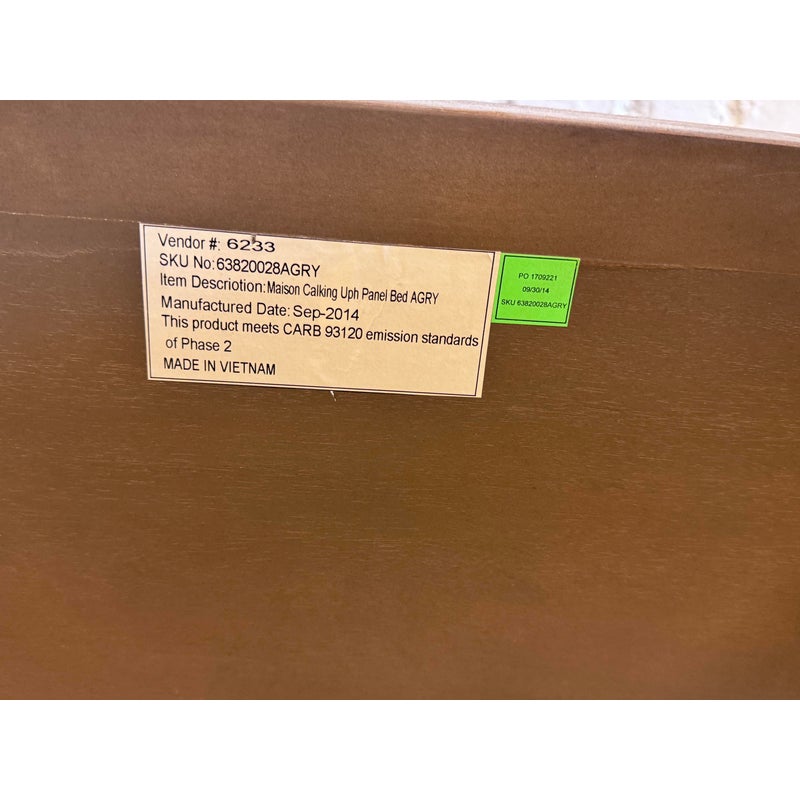 Vendor #: 6233
SKU No: 63820028AGRY
Item Descriotion: Maison Calking Uph Panel Bed AGRY
Manufactured Date: Sep-2014
This product meets CARB 93120 emission standards
of Phase 2
MADE IN VIETNAM
PO 1709221
09/30/14
SKU 63820028AGRY